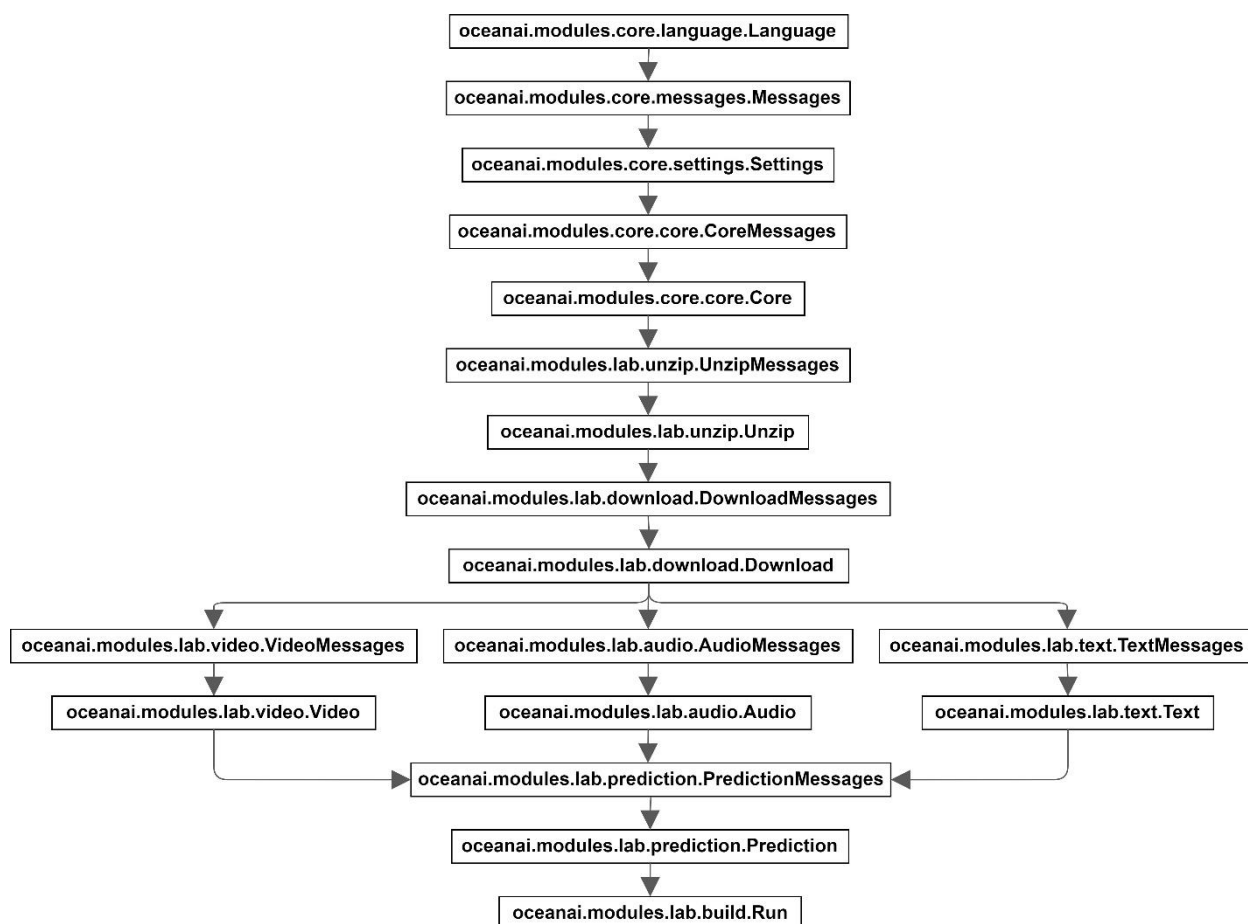 oceanai.modules.core.language.Language
oceanai.modules.core.messages.Messages
oceanai.modules.core.settings.Settings
oceanai.modules.core.core.CoreMessages
oceanai.modules.core.core.Core
oceanai.modules.lab.unzip.UnzipMessages
oceanai.modules.lab.unzip.Unzip
oceanai.modules.lab.download.DownloadMessages
oceanai.modules.lab.download.Download
oceanai.modules.lab.video.VideoMessages
oceanai.modules.lab.audio.AudioMessages
oceanai.modules.lab.text.TextMessages
oceanai.modules.lab.video.Video
oceanai.modules.lab.audio.Audio
oceanai.modules.lab.text.Text
oceanai.modules.lab.prediction.PredictionMessages
oceanai.modules.lab.prediction.Prediction
oceanai.modules.lab.build.Run